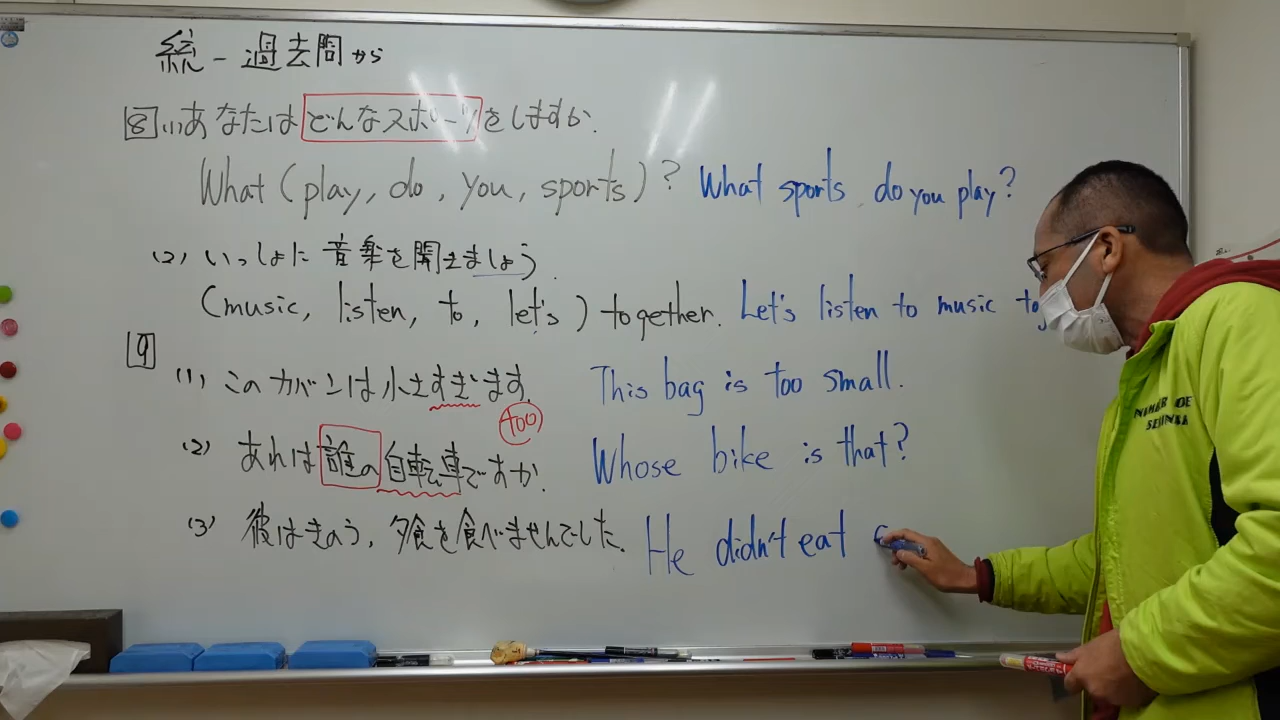 統一過去問から
8 (1) あなたはどんなスポーツをしますか.
What (play, do, you, sports)? What sports do you play?
(2) いっしょに音楽を聞きましょう.
(music, listen, to, let's) together. Let's listen to music tog
9
(1) このカバンは小さすぎます. This bag is too small.
too
(2) あれは誰の自転車ですか. Whose bike is that?
(3) 彼はきのう, 夕食を食べませんでした. He didn't eat